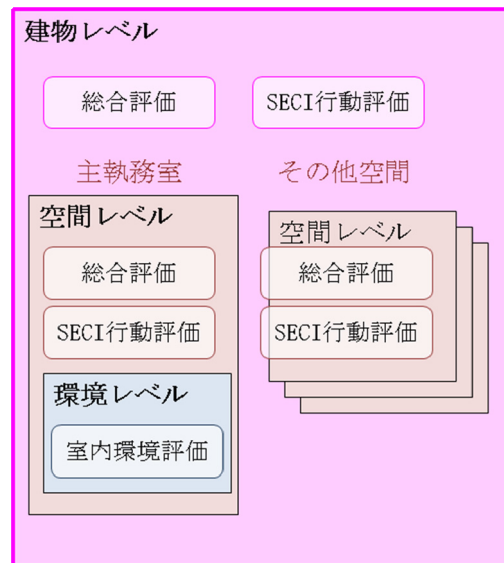 建物レベル
総合評価
SECI行動評価
主執務室
その他空間
空間レベル
総合評価
SECI行動評価
環境レベル
室内環境評価
空間レベル
総合評価
SECI行動評価